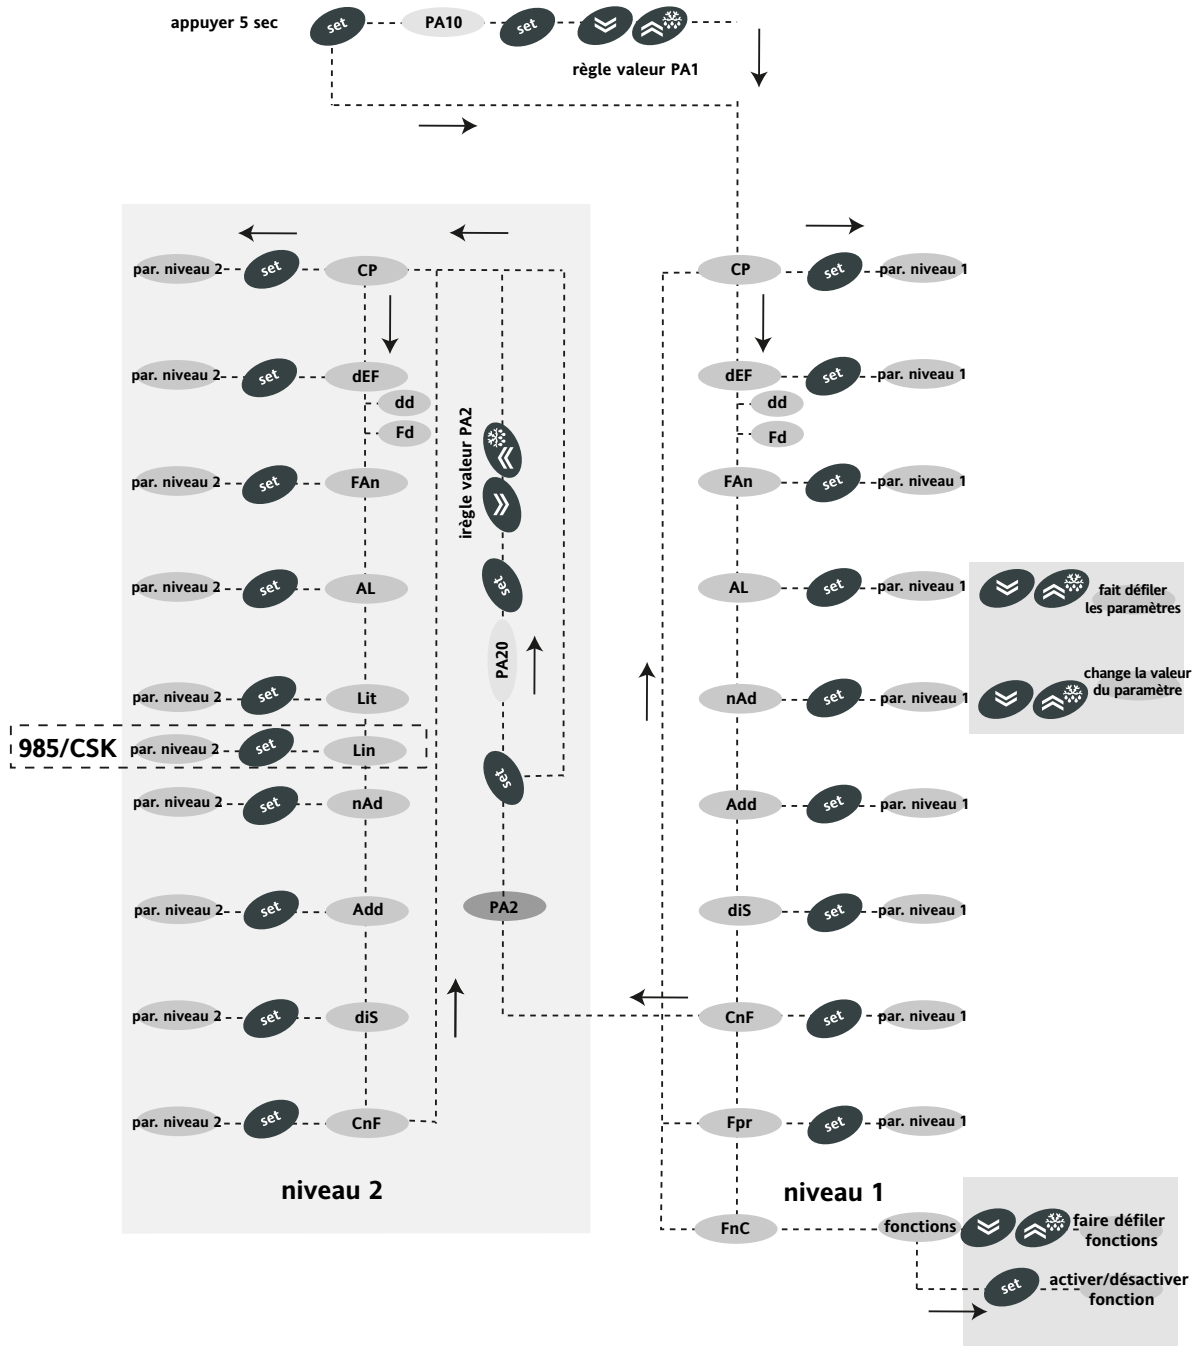 appuyer 5 sec set PA10 set
règle valeur PA1
par. niveau 2 set CP
CP set par. niveau 1
par. niveau 2 set dEF
dEF set par. niveau 1
dd
dd
Fd
Fd
irègle valeur PA2
par. niveau 2 set FAn
FAn set par. niveau 1
par. niveau 2 set AL
set
AL set par. niveau 1
fait défiler
les paramètres
PA20
par. niveau 2 set Lit
nAd set par. niveau 1
change la valeur
du paramètre
985/CSK par. niveau 2 set Lin
set
par. niveau 2 set nAd
Add set par. niveau 1
par. niveau 2 set Add
PA2
diS set par. niveau 1
par. niveau 2 set diS
CnF set par. niveau 1
par. niveau 2 set CnF
Fpr set par. niveau 1
niveau 2
niveau 1
FnC fonctions
faire défiler
fonctions
set
activer/désactiver
fonction